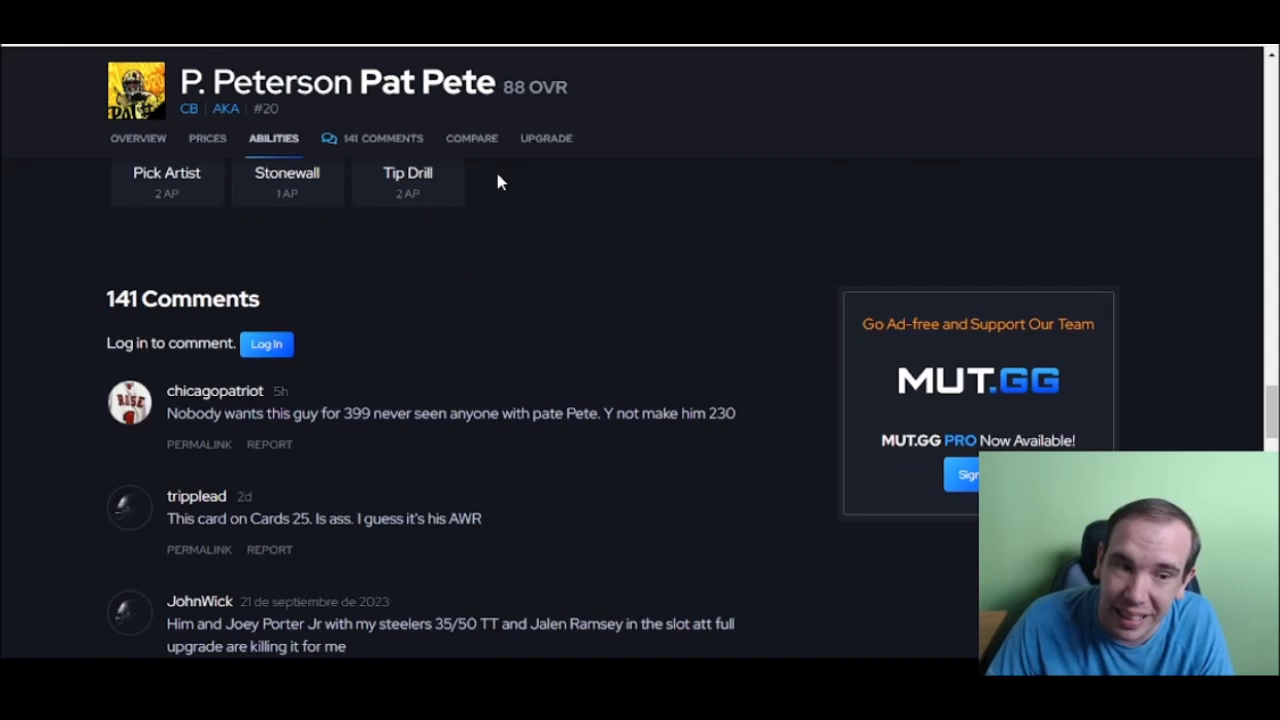 P. Peterson Pat Pete 88 OVR
CB | AKA | #20
OVERVIEW PRICES ABILITIES 141 COMMENTS COMPARE UPGRADE
Pick Artist Stonewall Tip Drill
2 AP 1 AP 2 AP
141 Comments
Log in to comment. Log In
Go Ad-free and Support Our Team
MUT.GG
MUT.GG PRO Now Available!
Sign
chicagopatriot 5h
Nobody wants this guy for 399 never seen anyone with pate Pete. Y not make him 230
PERMALINK REPORT
tripplead 2d
This card on Cards 25. Is ass. I guess it's his AWR
PERMALINK REPORT
JohnWick 21 de septiembre de 2023
Him and Joey Porter Jr with my steelers 35/50 TT and Jalen Ramsey in the slot att full
upgrade are killing it for me